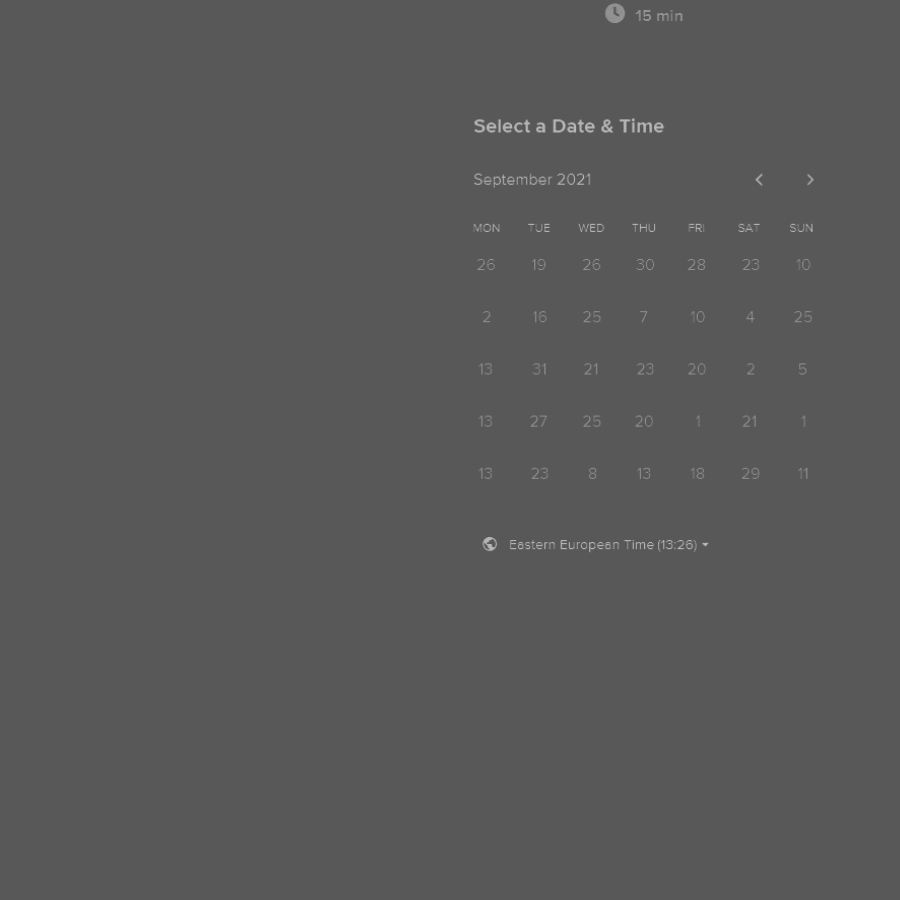 15 min
Select a Date & Time
September 2021
MON TUE WED THU FRI SAT SUN
26 19 26 30 28 23 10
2 16 25 7 10 4 25
13 31 21 23 20 2 5
13 27 25 20 1 21 1
13 23 8 13 18 29 11
Eastern European Time (13:26)